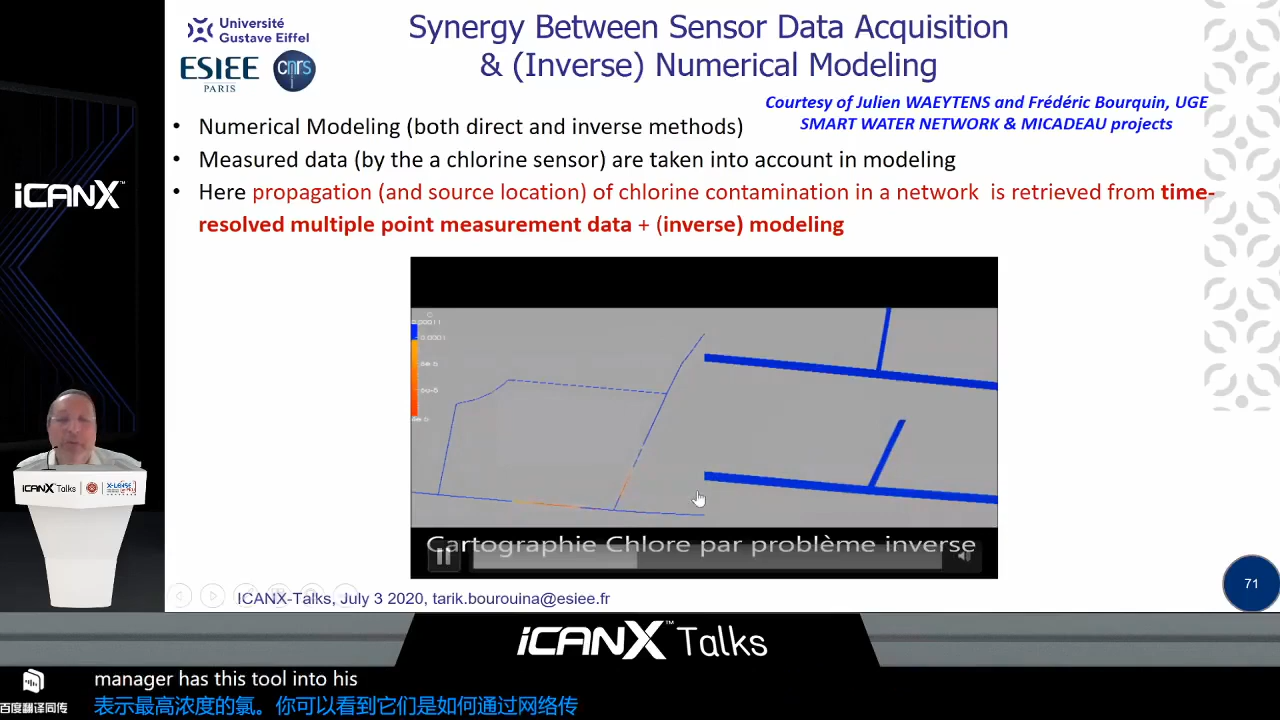 Université
Gustave Eiffel
ESIEE
PARIS
cnrs
Synergy Between Sensor Data Acquisition
& (Inverse) Numerical Modeling
Courtesy of Julien WAEYTENS and Frédéric Bourquin, UGE
SMART WATER NETWORK & MICADEAU projects
• Numerical Modeling (both direct and inverse methods)
• Measured data (by the a chlorine sensor) are taken into account in modeling
• Here propagation (and source location) of chlorine contamination in a network is retrieved from time-
resolved multiple point measurement data + (inverse) modeling
iCANX™
C
Cartographie Chlore par problème inverse
iCANX Talks
71
ICANX-Talks, July 3 2020, tarik.bourouina@esiee.fr
iCANX™ Talks
manager has this tool into his
表示最高浓度的氯。你可以看到它们是如何通过网络传
百度翻译同传